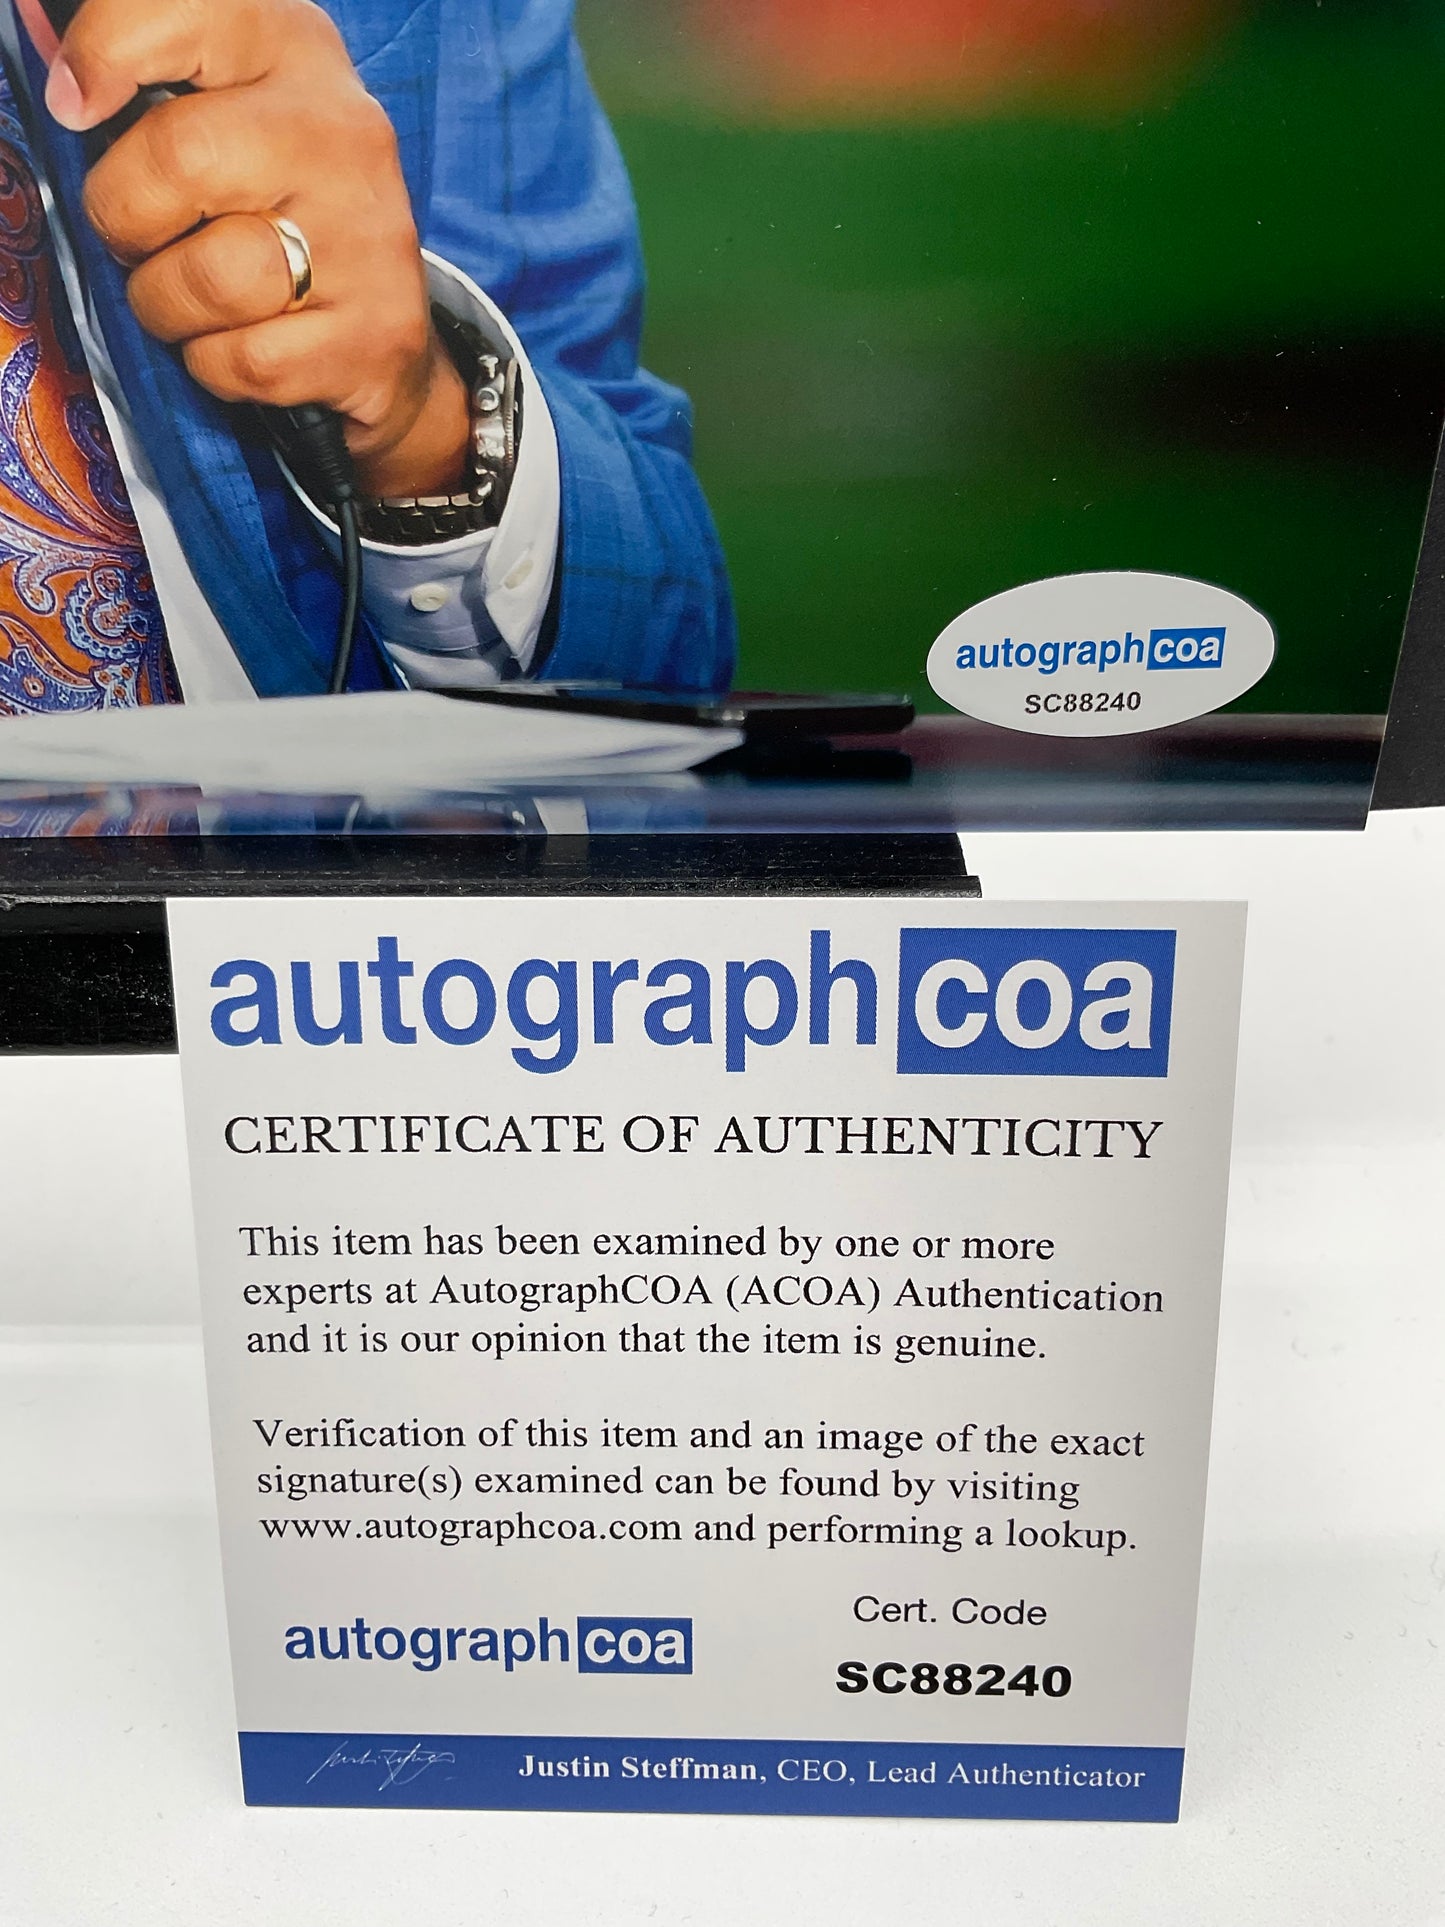 autographcoa
SC88240
autographcoa
CERTIFICATE OF AUTHENTICITY
This item has been examined by one or more
experts at AutographCOA (ACOA) Authentication
and it is our opinion that the item is genuine.
Verification of this item and an image of the exact
signature(s) examined can be found by visiting
www.autographcoa.com and performing a lookup.
autographcoa
Cert. Code
SC88240
Justin Steffman, CEO, Lead Authenticator